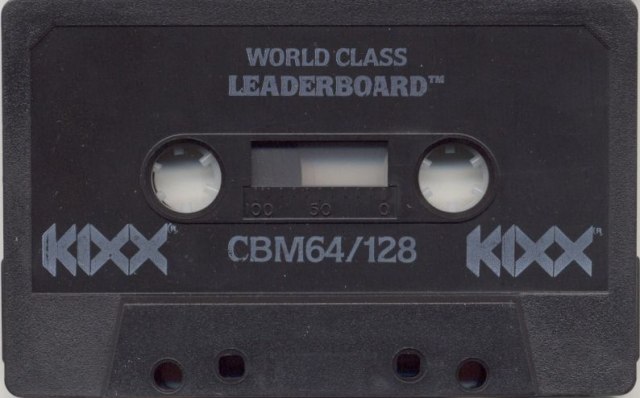 WORLD CLASS
LEADERBOARD™
100 50 0
KIXX® CBM64/128 KIXX®